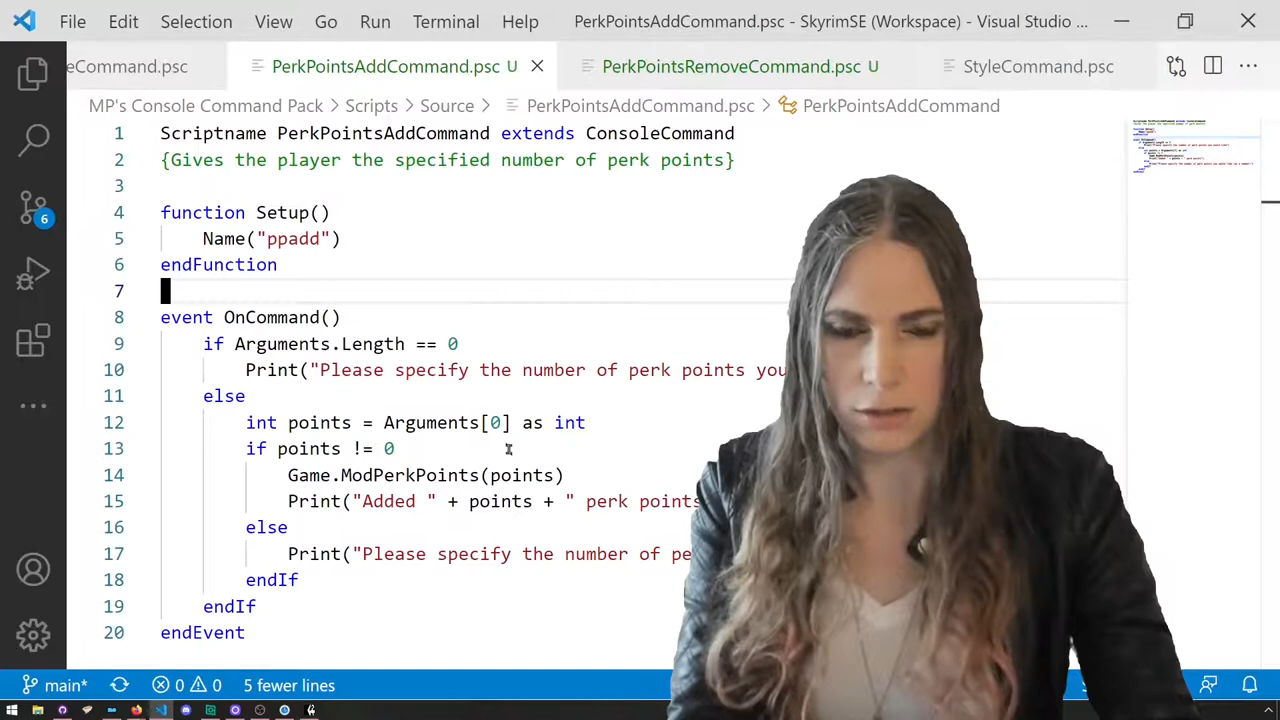 File Edit Selection View Go Run Terminal Help PerkPointsAddCommand.psc - SkyrimSE (Workspace) - Visual Studio ...
eCommand.psc PerkPointsAddCommand.psc U PerkPointsRemoveCommand.psc U StyleCommand.psc
MP's Console Command Pack > Scripts > Source > PerkPointsAddCommand.psc > PerkPointsAddCommand
1 Scriptname PerkPointsAddCommand extends ConsoleCommand
2 {Gives the player the specified number of perk points}
3
4 function Setup()
5 Name("ppadd")
6 endFunction
7
8 event OnCommand()
9 if Arguments.Length == 0
10 Print("Please specify the number of perk points you
11 else
12 int points = Arguments[0] as int
13 if points != 0
14 Game.ModPerkPoints(points)
15 Print("Added " + points + " perk points
16 else
17 Print("Please specify the number of pe
18 endIf
19 endIf
20 endEvent
6
main* 0 0 5 fewer lines